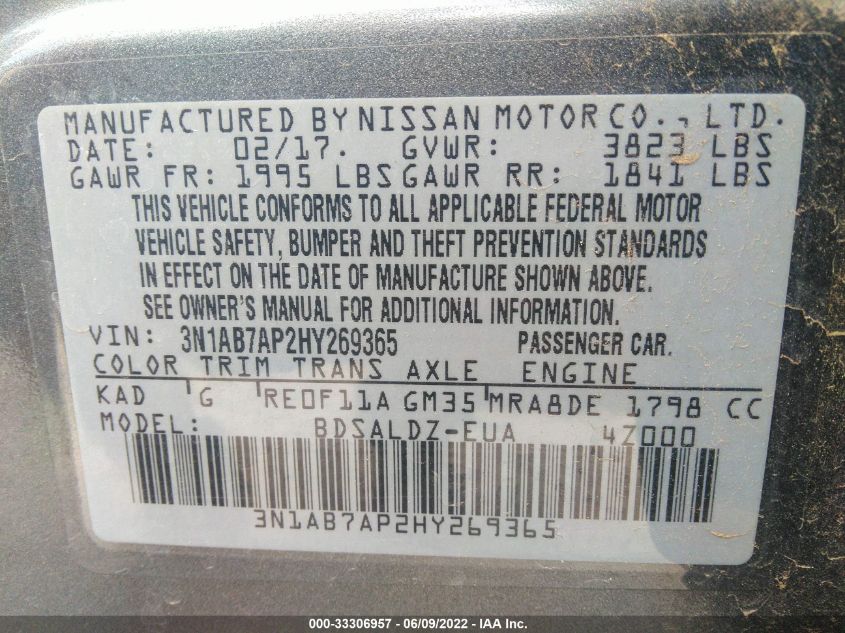 MANUFACTURED BY NISSAN MOTOR CO., LTD.
DATE: 02/17. GVWR: 3823 LBS
GAWR FR: 1995 LBS GAWR RR: 1841 LBS
THIS VEHICLE CONFORMS TO ALL APPLICABLE FEDERAL MOTOR
VEHICLE SAFETY, BUMPER AND THEFT PREVENTION STANDARDS
IN EFFECT ON THE DATE OF MANUFACTURE SHOWN ABOVE.
SEE OWNER'S MANUAL FOR ADDITIONAL INFORMATION.
VIN: 3N1AB7AP2HY269365 PASSENGER CAR.
COLOR TRIM TRANS AXLE ENGINE
KAD G RE0F11A GM35 MRA8DE 1798 CC
MODEL: BDSALDZ-EUA 4Z000
3N1AB7AP2HY269365
000-33306957 / 06/09/2022 - IAA Inc.